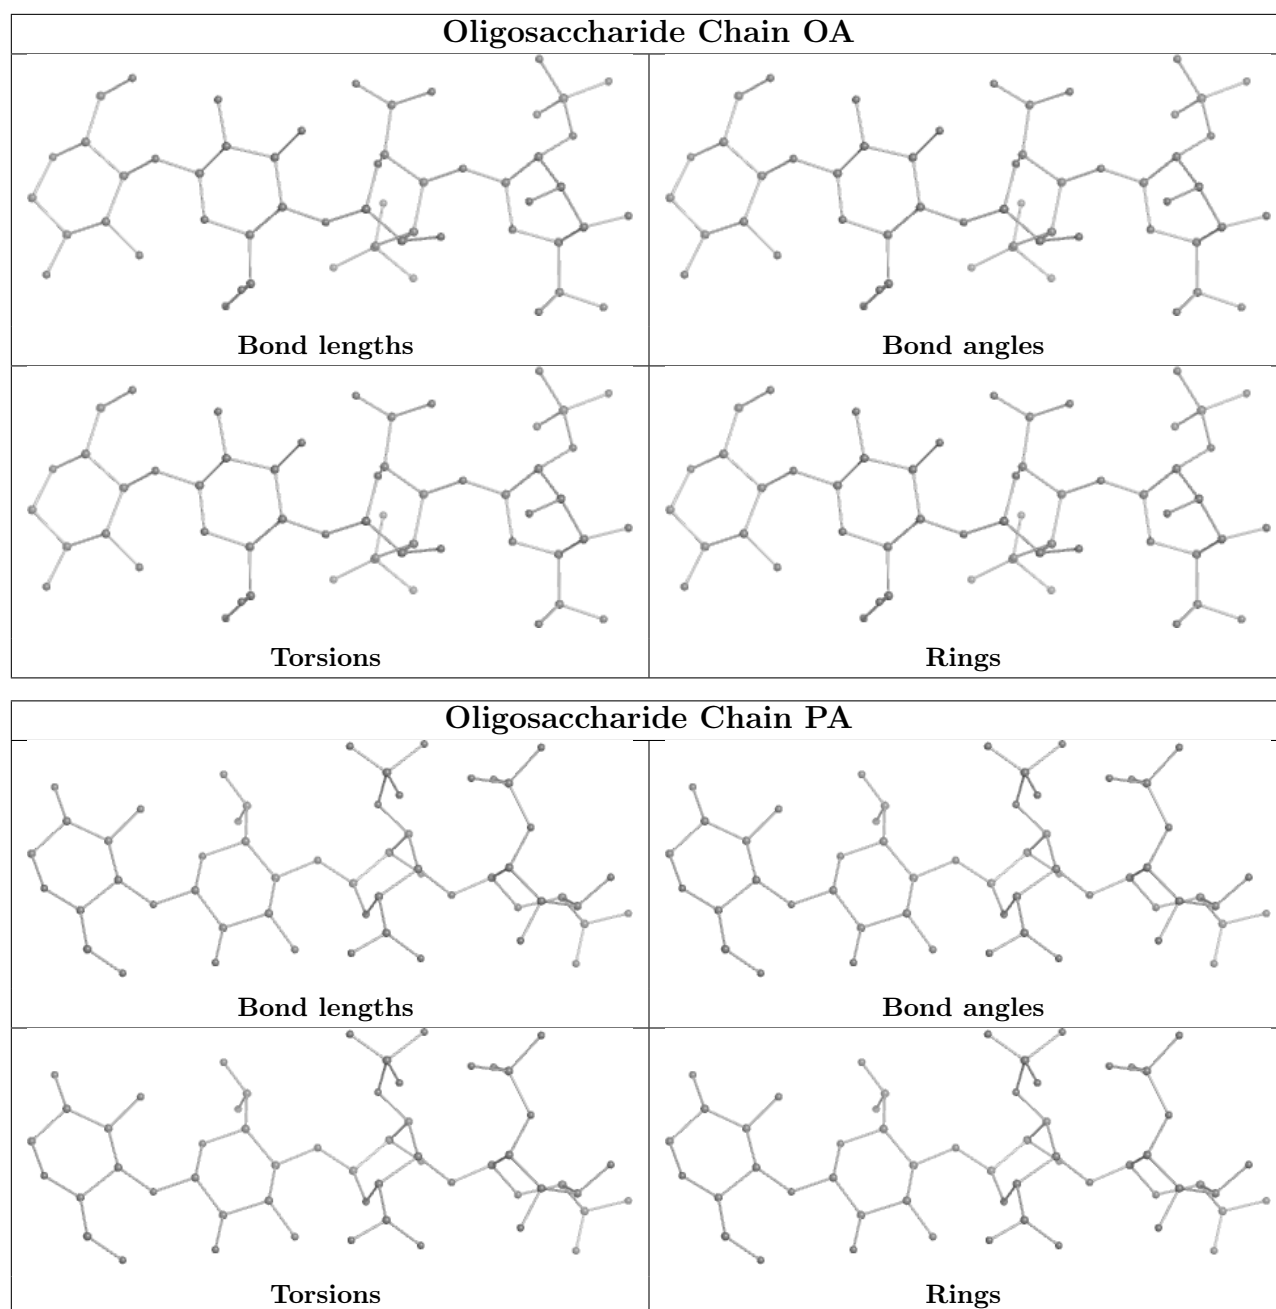 Oligosaccharide Chain OA
Bond lengths
Bond angles
Torsions
Rings
Oligosaccharide Chain PA
Bond lengths
Bond angles
Torsions
Rings